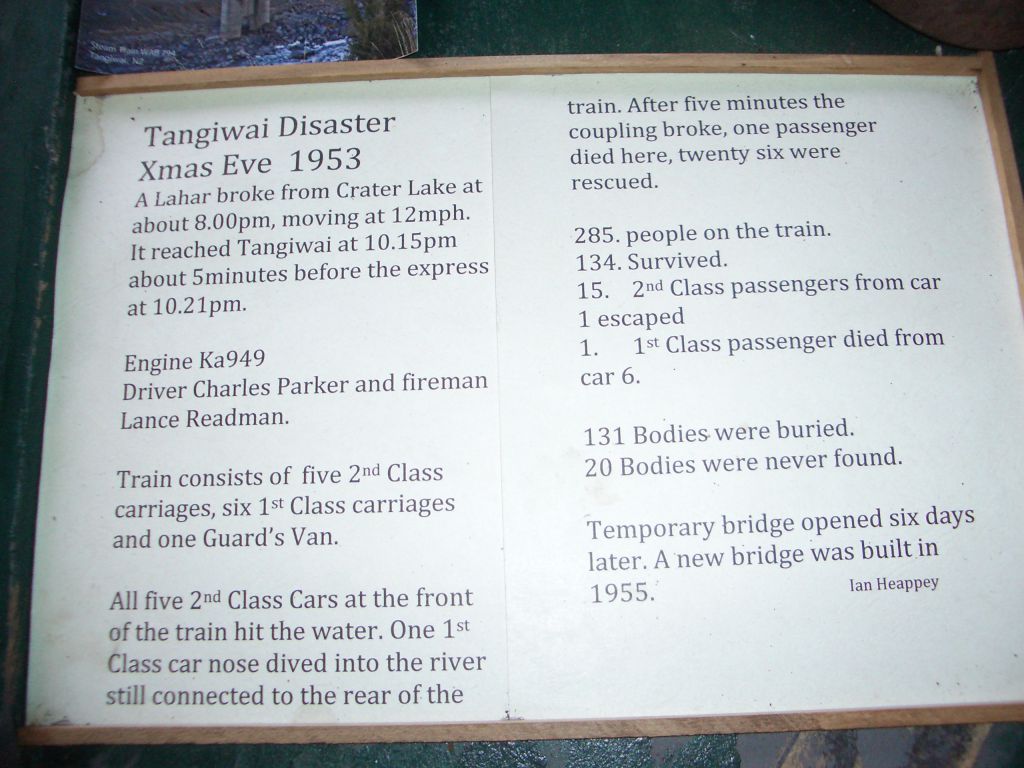 Steam Train WAB 794
Tangiwai, NZ
Tangiwai Disaster
Xmas Eve 1953
A Lahar broke from Crater Lake at
about 8.00pm, moving at 12mph.
It reached Tangiwai at 10.15pm
about 5minutes before the express
at 10.21pm.
Engine Ka949
Driver Charles Parker and fireman
Lance Readman.
Train consists of five 2nd Class
carriages, six 1st Class carriages
and one Guard's Van.
All five 2nd Class Cars at the front
of the train hit the water. One 1st
Class car nose dived into the river
still connected to the rear of the
train. After five minutes the
coupling broke, one passenger
died here, twenty six were
rescued.
285. people on the train.
134. Survived.
15. 2nd Class passengers from car
1 escaped
1. 1st Class passenger died from
car 6.
131 Bodies were buried.
20 Bodies were never found.
Temporary bridge opened six days
later. A new bridge was built in
1955.
Ian Heappey